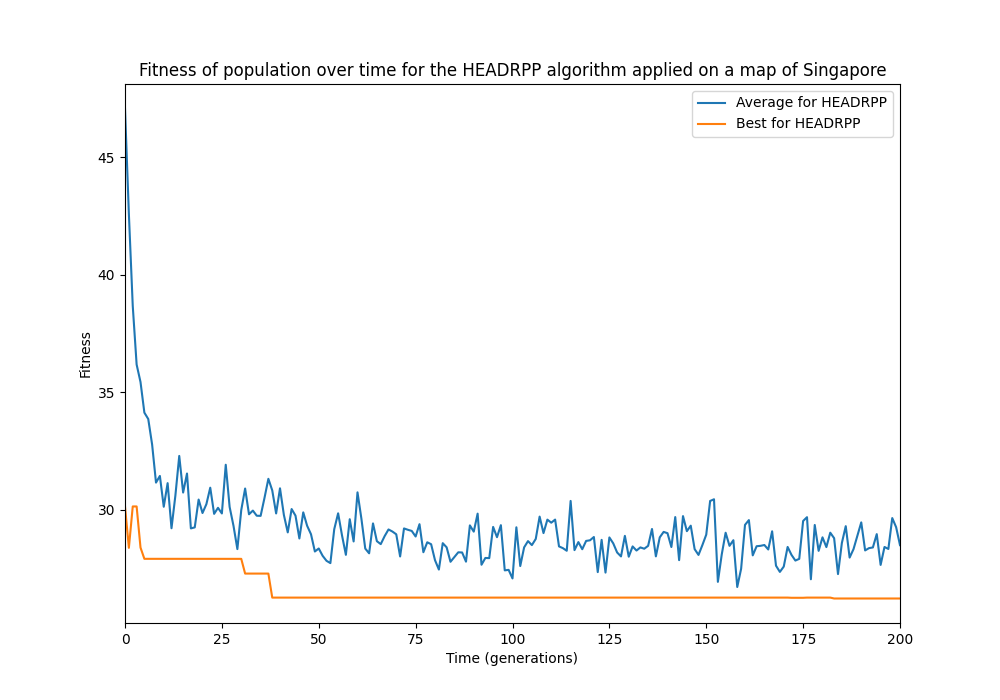 Fitness of population over time for the HEADRPP algorithm applied on a map of Singapore
Average for HEADRPP
Best for HEADRPP
45
40
35
30
Fitness
0 25 50 75 100 125 150 175 200
Time (generations)